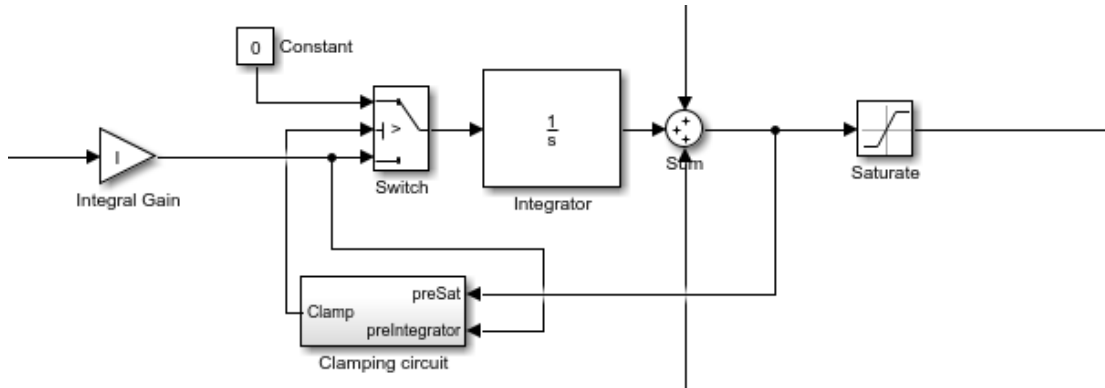 0
Constant
>
I
Integral Gain
Switch
1
s
Integrator
+
+
+
Sum
Saturate
preSat
Clamp
preIntegrator
Clamping circuit